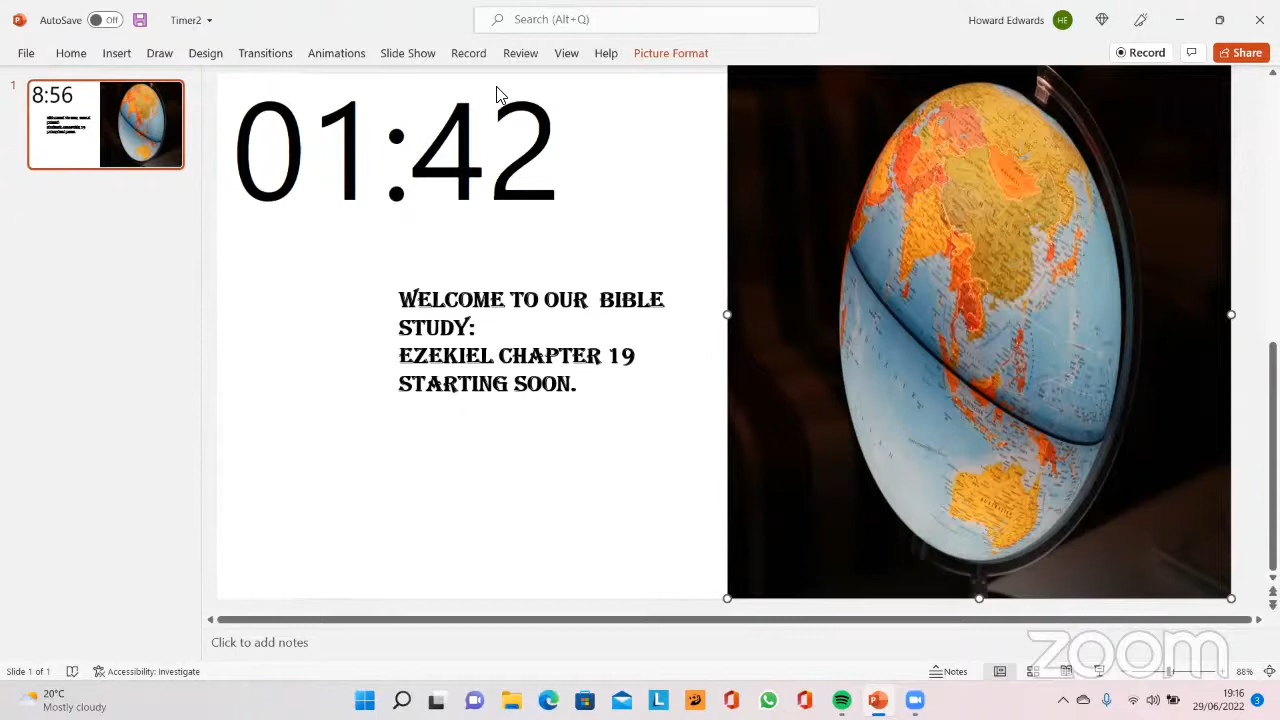 AutoSave Off Timer2 Search (Alt+Q) Howard Edwards HE
File Home Insert Draw Design Transitions Animations Slide Show Record Review View Help Picture Format Record Share
1
8:56
01:42
WELCOME TO OUR BIBLE
STUDY:
EZEKIEL CHAPTER 19
STARTING SOON.
AUSTRALIA
Click to add notes
zoom
Slide 1 of 1 Accessibility: Investigate Notes 88%
20°C
Mostly cloudy
L
19:16
29/06/2022
3